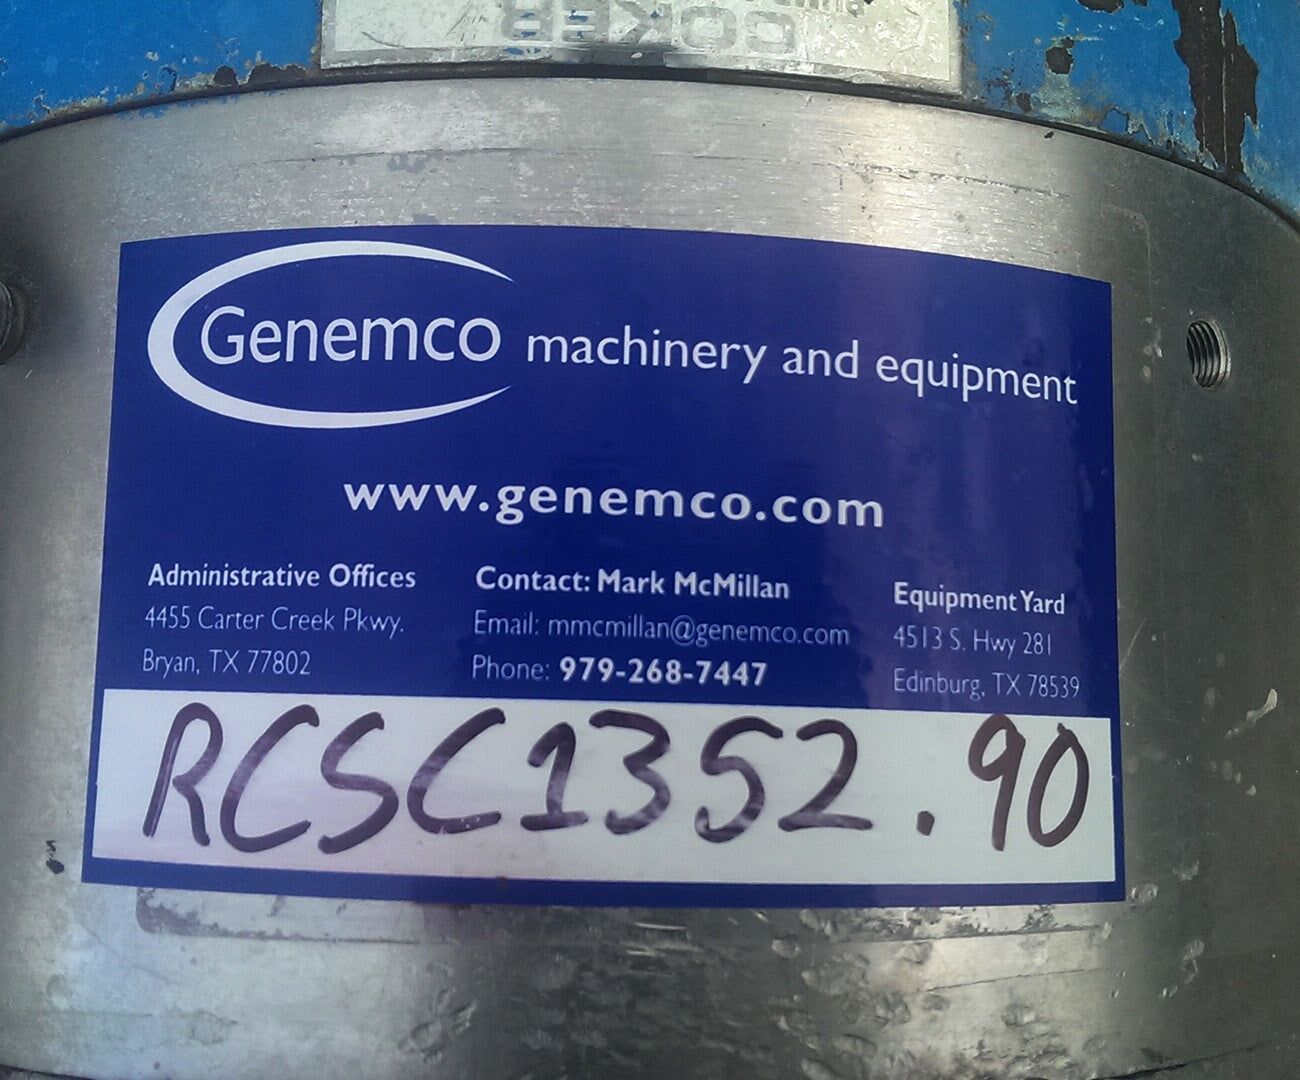 COKER
Genemco machinery and equipment
www.genemco.com
Administrative Offices
4455 Carter Creek Pkwy.
Bryan, TX 77802
Contact: Mark McMillan
Email: mmcmillan@genemco.com
Phone: 979-268-7447
Equipment Yard
4513 S. Hwy 281
Edinburg, TX 78539
RCSC1352.90